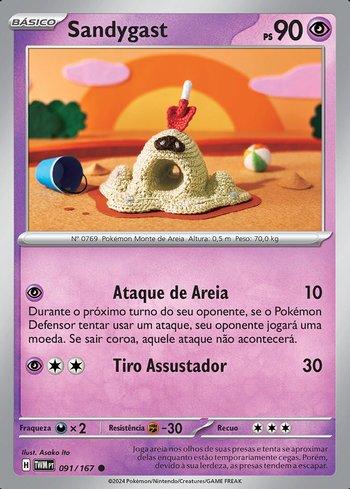 BÁSICO
Sandygast
PS 90
Nº 0769 Pokémon Monte de Areia Altura: 0,5 m Peso: 70,0 kg
Ataque de Areia 10
Durante o próximo turno do seu oponente, se o Pokémon
Defensor tentar usar um ataque, seu oponente jogará uma
moeda. Se sair coroa, aquele ataque não acontecerá.
Tiro Assustador 30
Fraqueza ×2 Resistência -30 Recuo
Ilust. Asako Ito
H TWM PT 091/167
Joga areia nos olhos de suas presas e tenta se aproximar
delas enquanto estão temporariamente cegas. Porém,
devido à sua lerdeza, as presas tendem a escapar.
©2024 Pokémon/Nintendo/Creatures/GAME FREAK